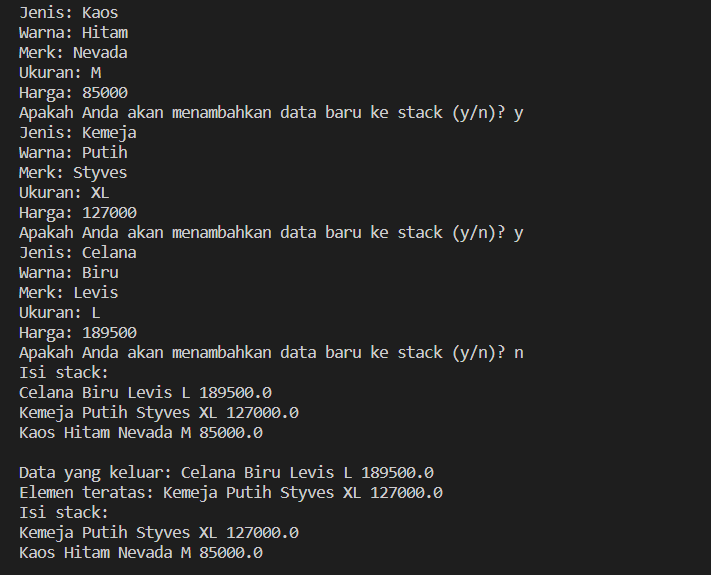 Jenis: Kaos
Warna: Hitam
Merk: Nevada
Ukuran: M
Harga: 85000
Apakah Anda akan menambahkan data baru ke stack (y/n)? y
Jenis: Kemeja
Warna: Putih
Merk: Styves
Ukuran: XL
Harga: 127000
Apakah Anda akan menambahkan data baru ke stack (y/n)? y
Jenis: Celana
Warna: Biru
Merk: Levis
Ukuran: L
Harga: 189500
Apakah Anda akan menambahkan data baru ke stack (y/n)? n
Isi stack:
Celana Biru Levis L 189500.0
Kemeja Putih Styves XL 127000.0
Kaos Hitam Nevada M 85000.0

Data yang keluar: Celana Biru Levis L 189500.0
Elemen teratas: Kemeja Putih Styves XL 127000.0
Isi stack:
Kemeja Putih Styves XL 127000.0
Kaos Hitam Nevada M 85000.0